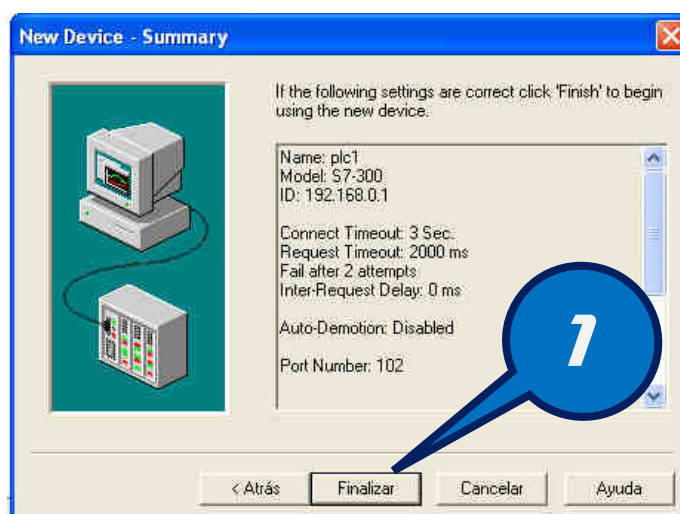 New Device - Summary
If the following settings are correct click 'Finish' to begin
using the new device.
Name: plc1
Model: S7-300
ID: 192.168.0.1
Connect Timeout: 3 Sec.
Request Timeout: 2000 ms
Fail after 2 attempts
Inter-Request Delay: 0 ms
Auto-Demotion: Disabled
Port Number: 102
7
< Atrás
Finalizar
Cancelar
Ayuda